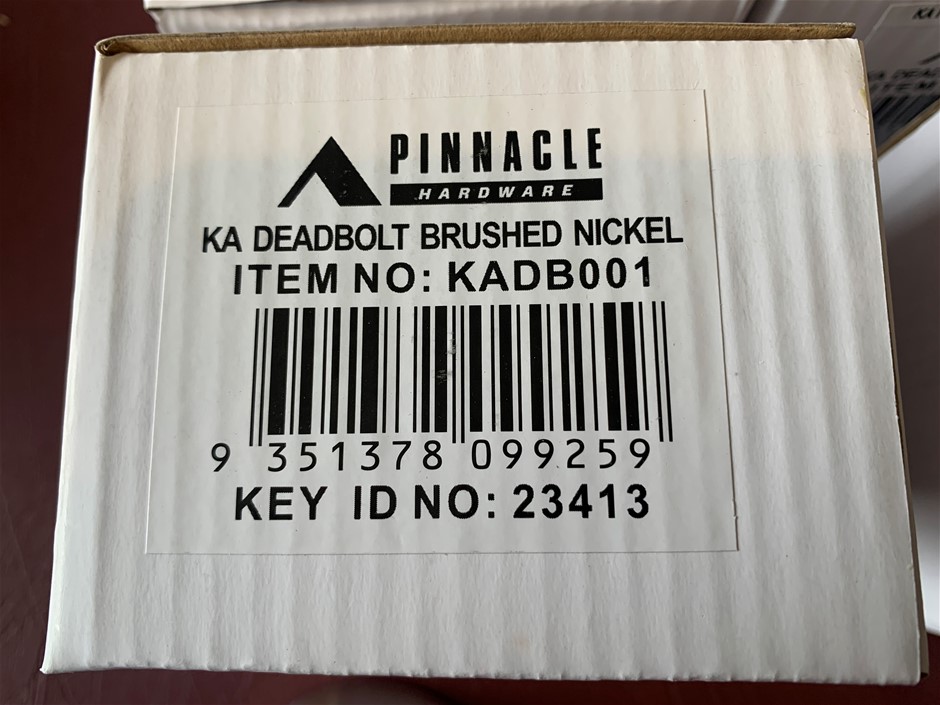 PINNACLE
HARDWARE
KA DEADBOLT BRUSHED NICKEL
ITEM NO: KADB001
9 351378 099259
KEY ID NO: 23413